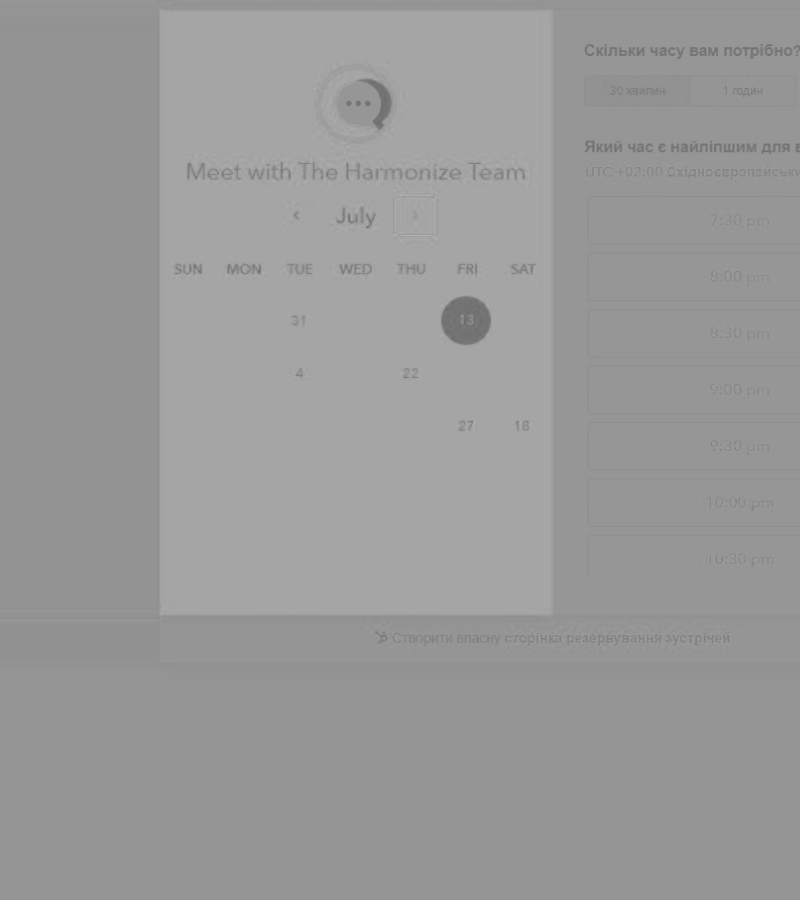 Meet with The Harmonize Team
July
SUN MON TUE WED THU FRI SAT
31 13
4 22
27 18
Скільки часу вам потрібно?
30 хвилин 1 годин
Який час є найліпшим для в
UTC +03:00 Східноєвропейськи
7:30 pm
8:00 pm
8:30 pm
9:00 pm
9:30 pm
10:00 pm
10:30 pm
Створити власну сторінка резервування зустрічей